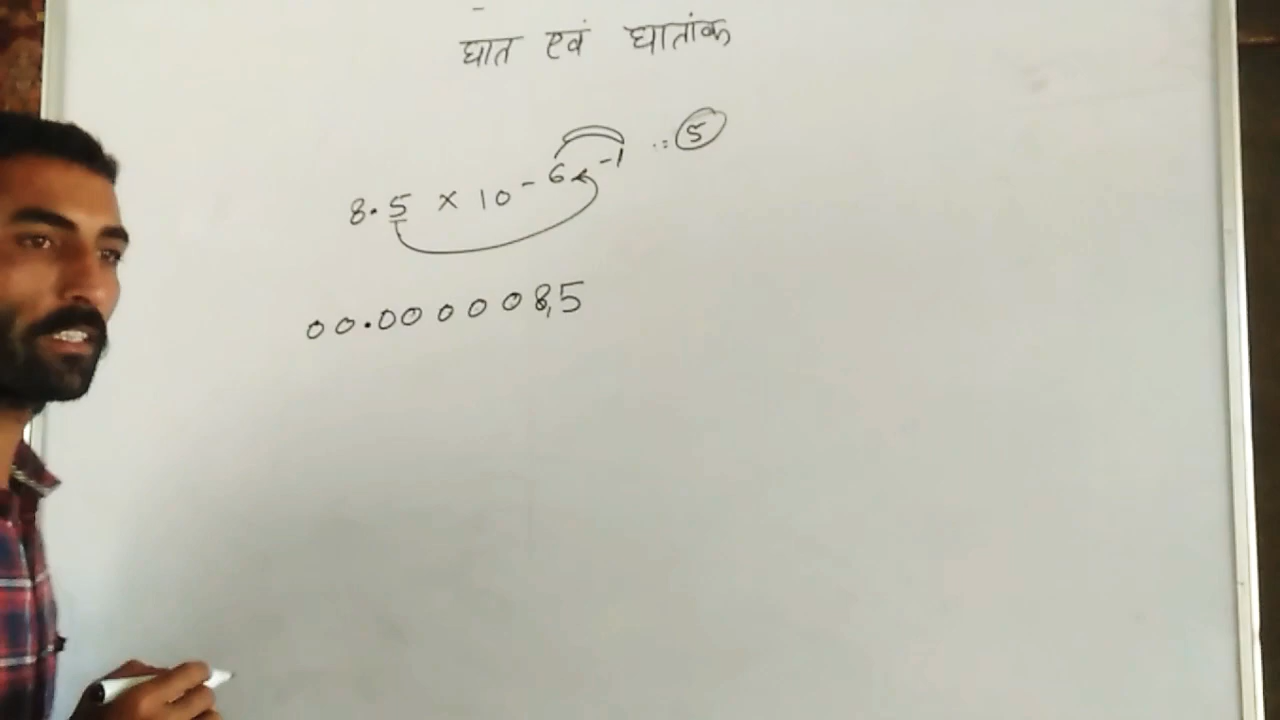 घात एवं घातांक
8.5 × 10 - 6 -1 = 5
00.0000085